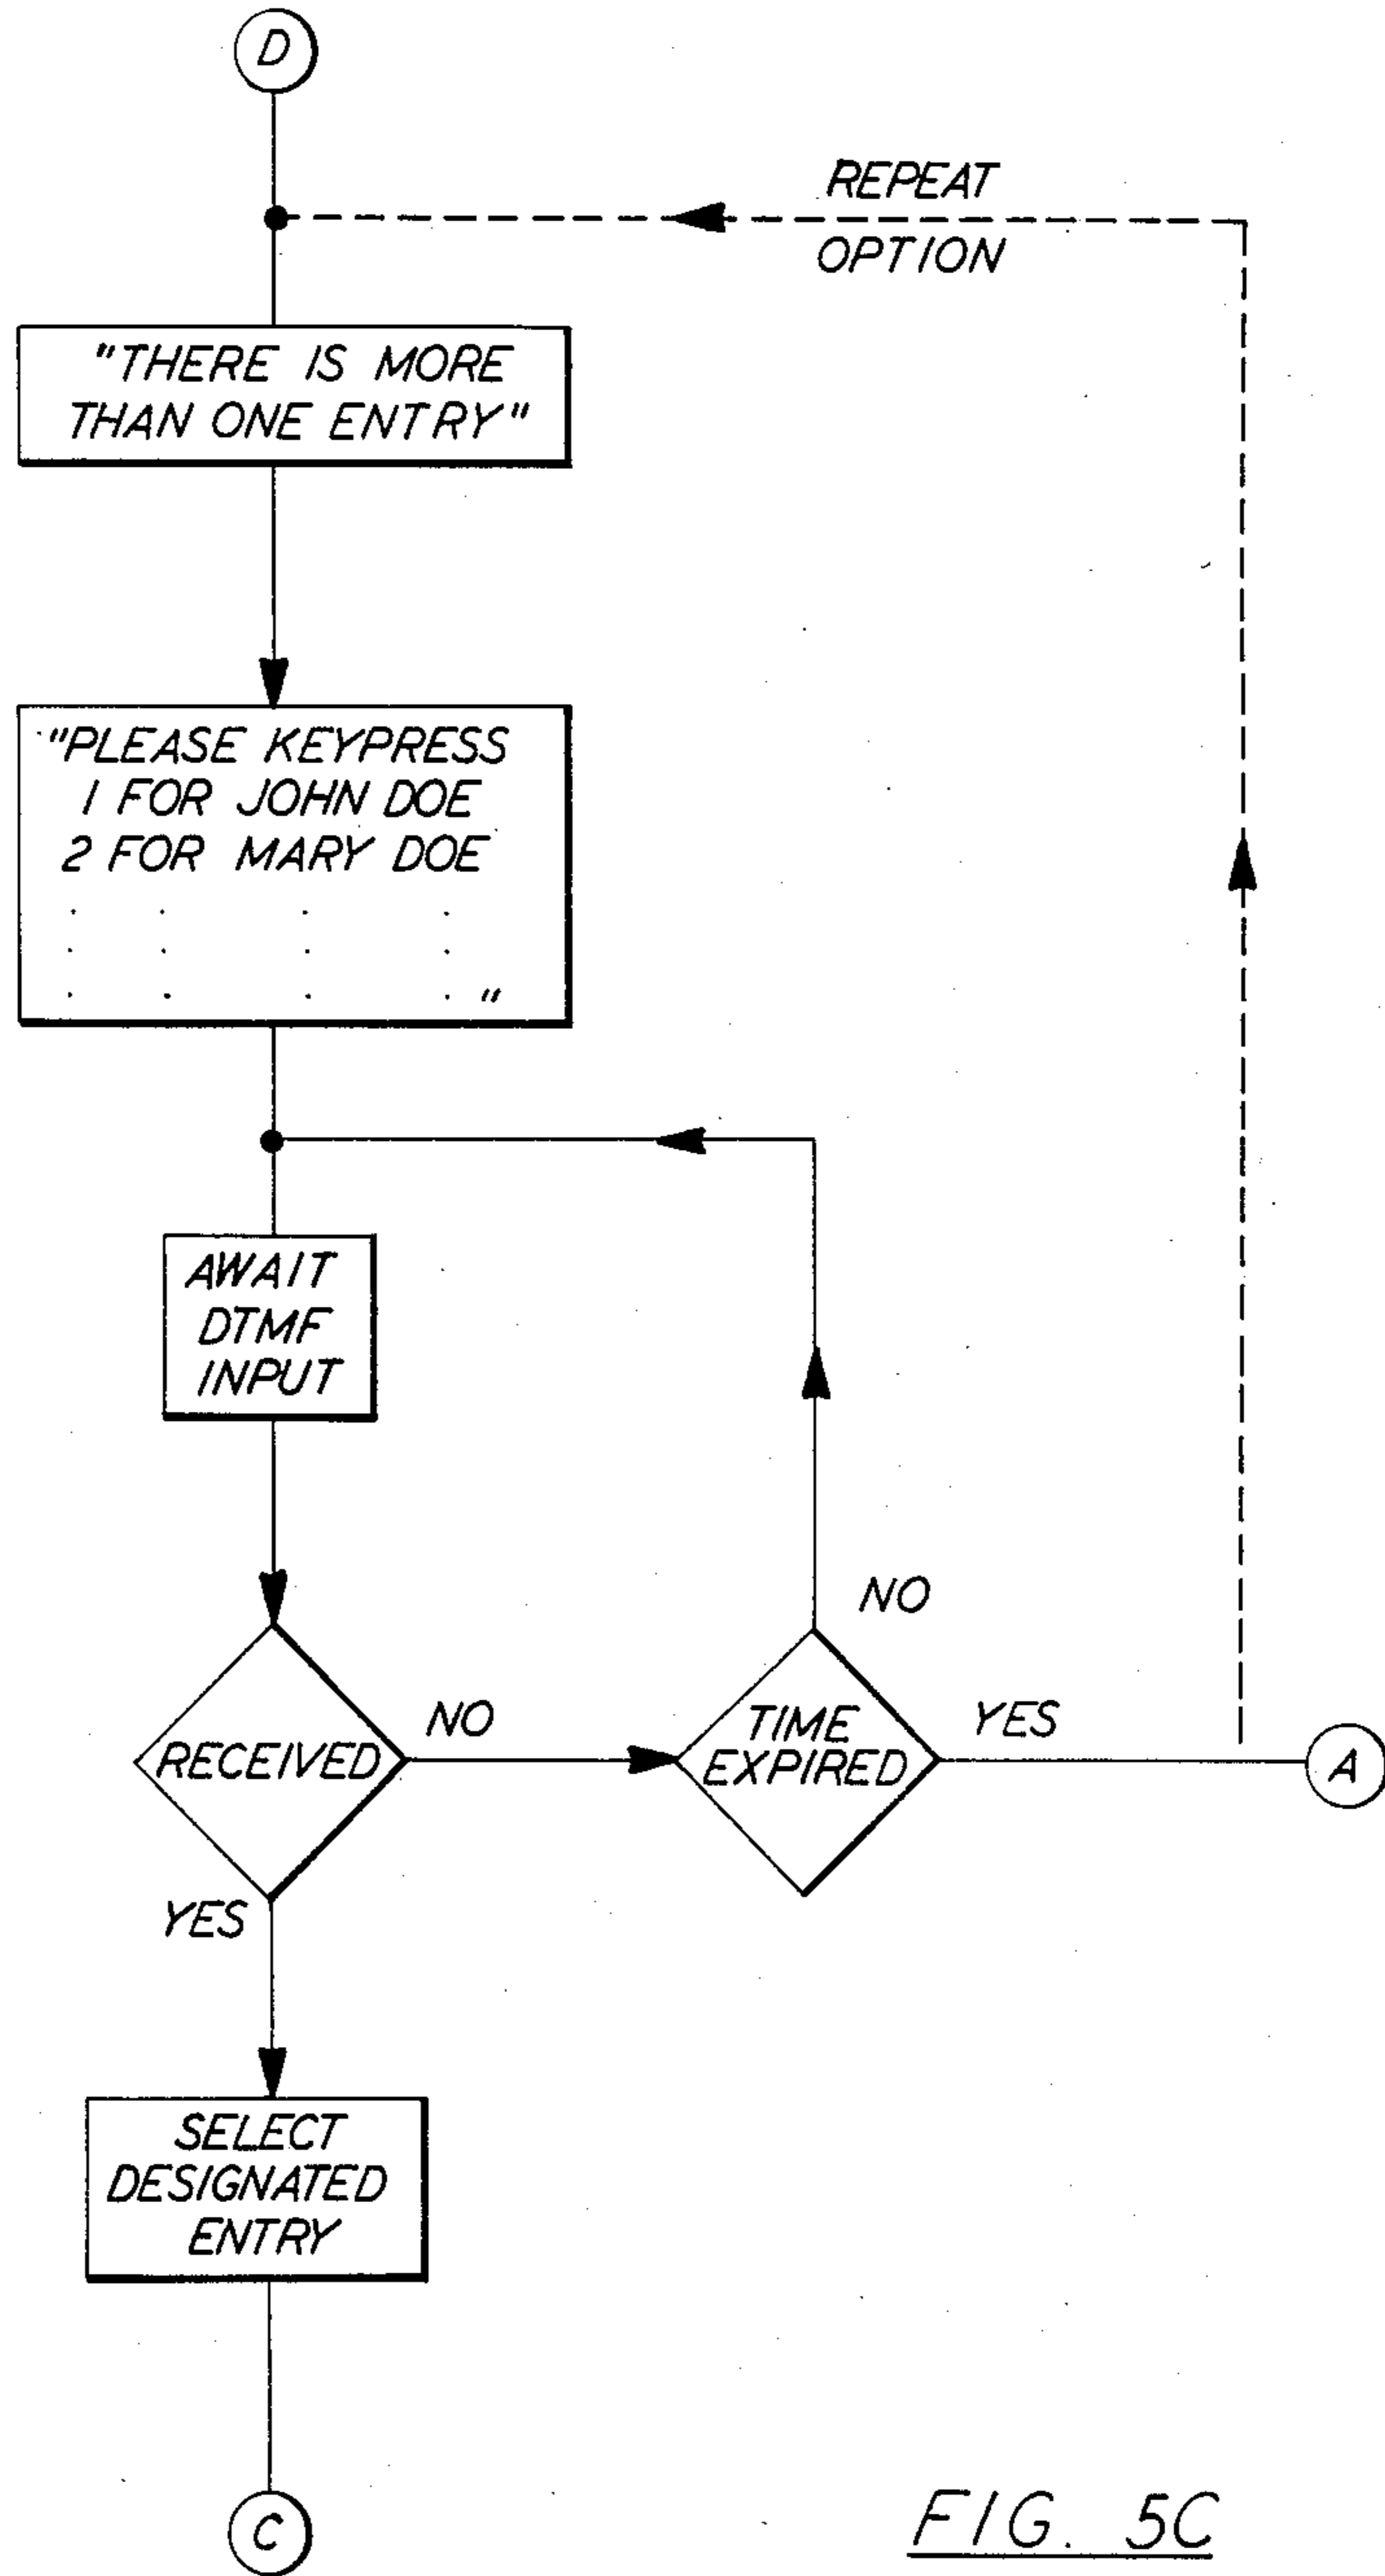 D
REPEAT
OPTION
"THERE IS MORE
THAN ONE ENTRY"
"PLEASE KEYPRESS
1 FOR JOHN DOE
2 FOR MARY DOE
. . . .
. . . .
. . . . "
AWAIT
DTMF
INPUT
NO
RECEIVED
NO
TIME
EXPIRED
YES
A
YES
SELECT
DESIGNATED
ENTRY
C
FIG. 5C